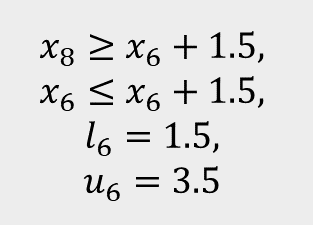 x₈ ≥ x₆ + 1.5,
x₆ ≤ x₆ + 1.5,
l₆ = 1.5,
u₆ = 3.5